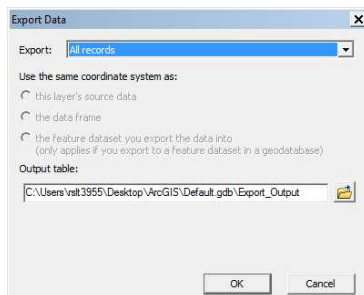 Export Data
Export: All records
Use the same coordinate system as:
this layer's source data
the data frame
the feature dataset you export the data into
(only applies if you export to a feature dataset in a geodatabase)
Output table:
C:\Users\rslt3955\Desktop\ArcGIS\Default.gdb\Export_Output
OK Cancel